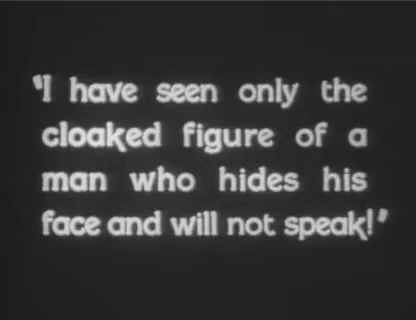 "I have seen only the
cloaked figure of a
man who hides his
face and will not speak!"